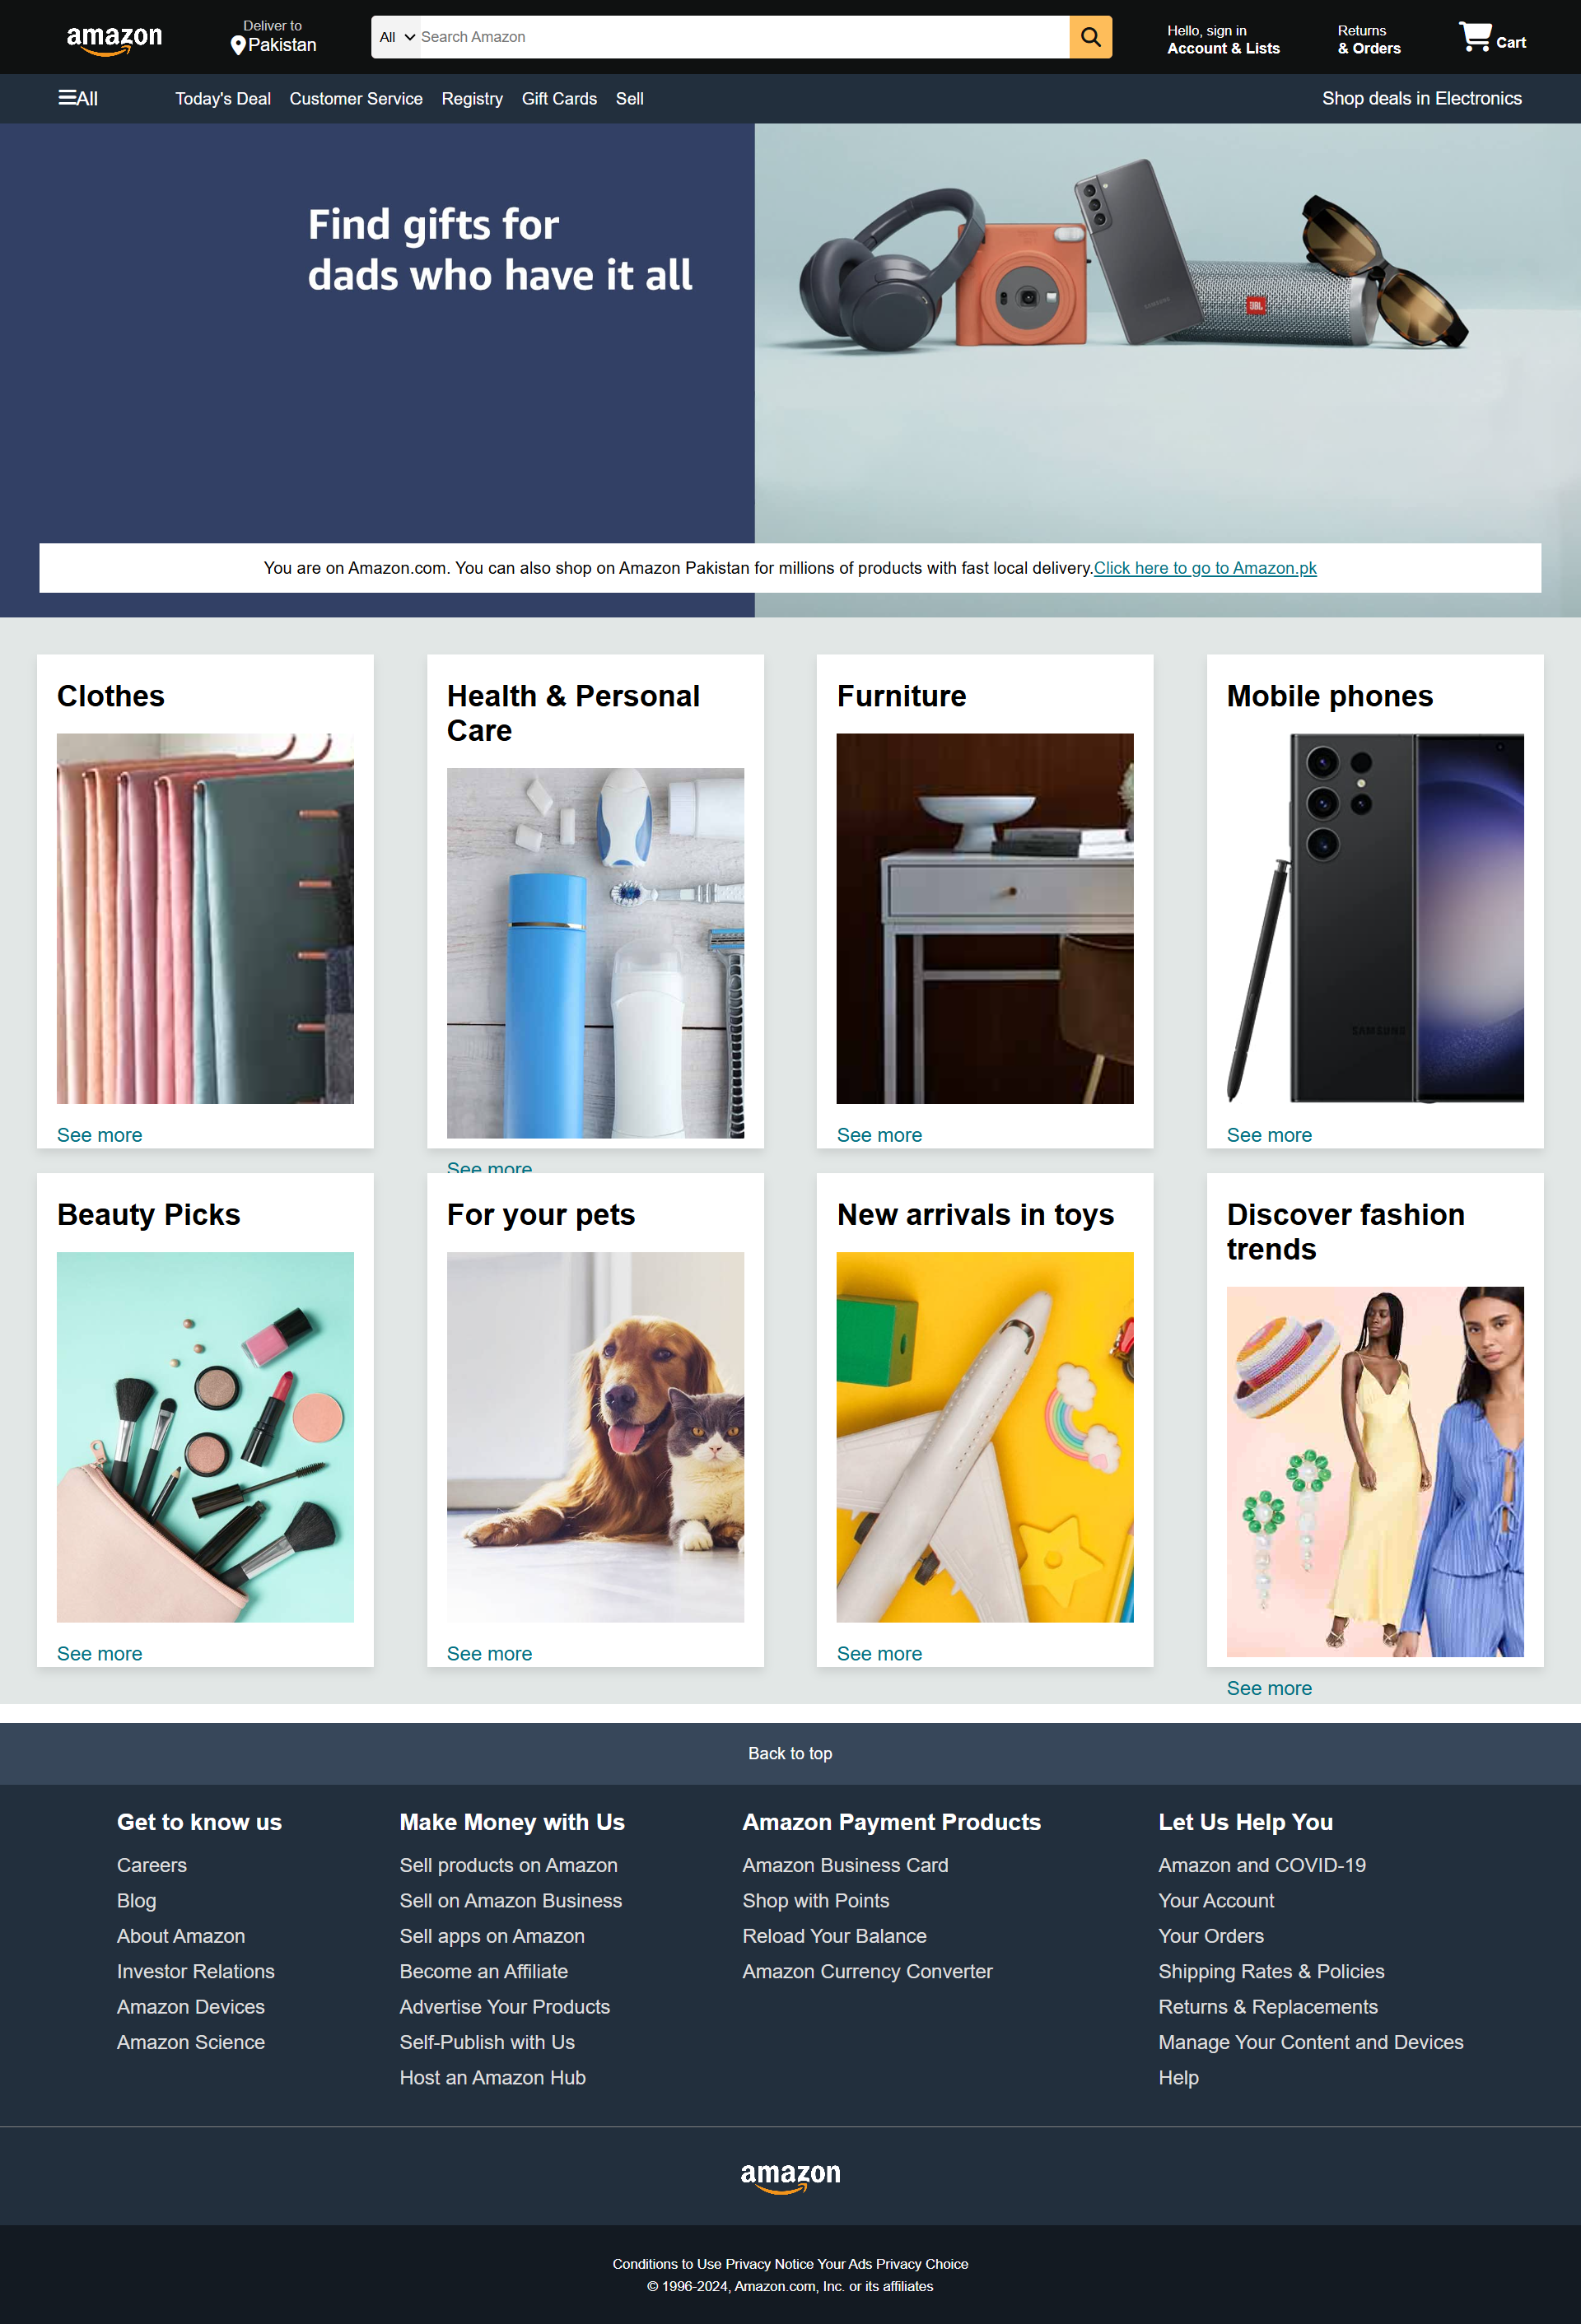 amazon
Deliver to
Pakistan
All
Search Amazon
Hello, sign in
Account & Lists
Returns
& Orders
Cart
All
Today's Deal
Customer Service
Registry
Gift Cards
Sell
Shop deals in Electronics
Find gifts for
dads who have it all
SAMSUNG
JBL
You are on Amazon.com. You can also shop on Amazon Pakistan for millions of products with fast local delivery.Click here to go to Amazon.pk
Clothes
See more
Health & Personal
Care
See more
Furniture
See more
Mobile phones
SAMSUNG
See more
Beauty Picks
See more
For your pets
See more
New arrivals in toys
See more
Discover fashion
trends
See more
Back to top
Get to know us
Careers
Blog
About Amazon
Investor Relations
Amazon Devices
Amazon Science
Make Money with Us
Sell products on Amazon
Sell on Amazon Business
Sell apps on Amazon
Become an Affiliate
Advertise Your Products
Self-Publish with Us
Host an Amazon Hub
Amazon Payment Products
Amazon Business Card
Shop with Points
Reload Your Balance
Amazon Currency Converter
Let Us Help You
Amazon and COVID-19
Your Account
Your Orders
Shipping Rates & Policies
Returns & Replacements
Manage Your Content and Devices
Help
amazon
Conditions to Use Privacy Notice Your Ads Privacy Choice
© 1996-2024, Amazon.com, Inc. or its affiliates